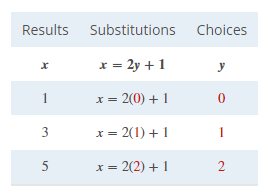 Results Substitutions Choices
x x = 2y + 1 y
1 x = 2(0) + 1 0
3 x = 2(1) + 1 1
5 x = 2(2) + 1 2